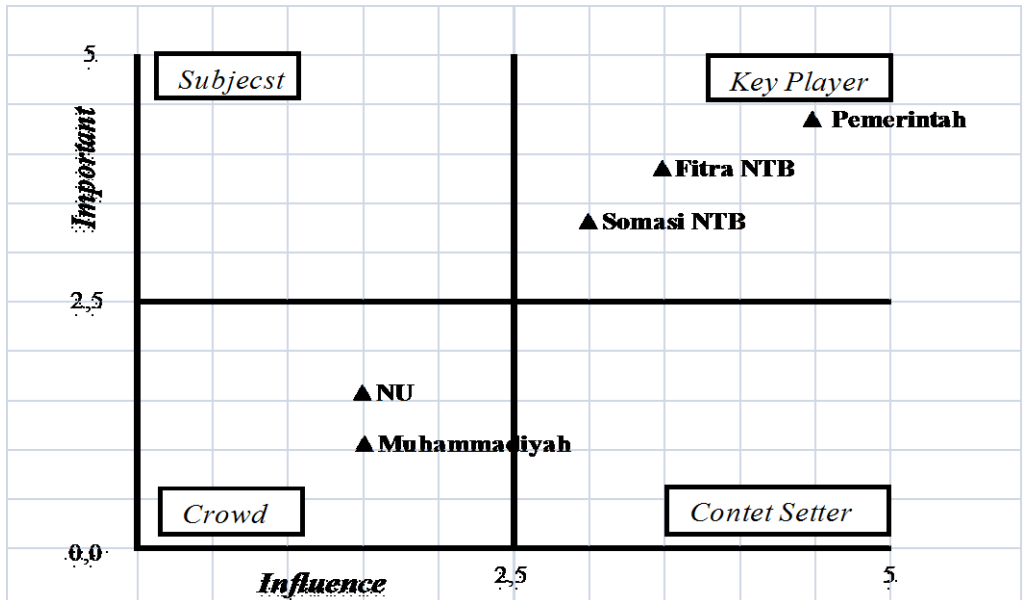 5
Subjecst
Key Player
Important
Pemerintah
Fitra NTB
Somasi NTB
2,5
NU
Muhammadiyah
Crowd
Contet Setter
0,0
Influence
2,5
5